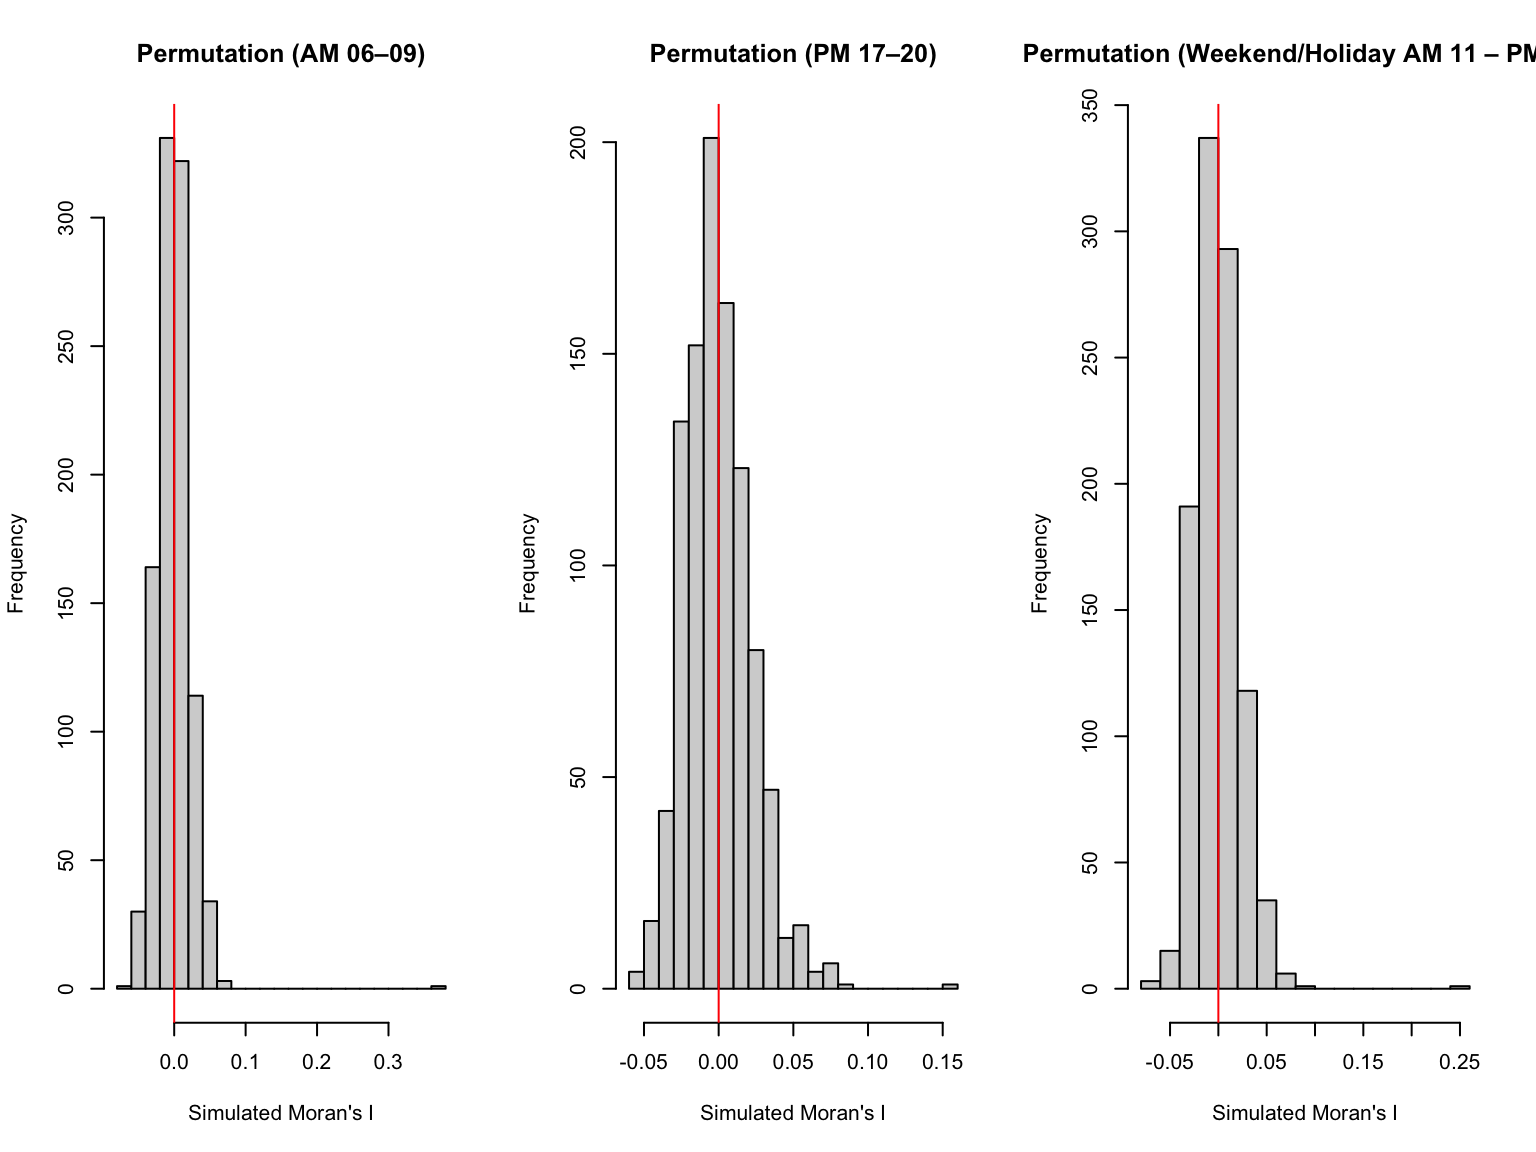 Permutation (AM 06–09)
Frequency
300
250
200
150
100
50
0
0.0 0.1 0.2 0.3
Simulated Moran's I
Permutation (PM 17–20)
Frequency
200
150
100
50
0
-0.05 0.00 0.05 0.10 0.15
Simulated Moran's I
Permutation (Weekend/Holiday AM 11 – PM
Frequency
350
300
250
200
150
100
50
0
-0.05 0.05 0.15 0.25
Simulated Moran's I